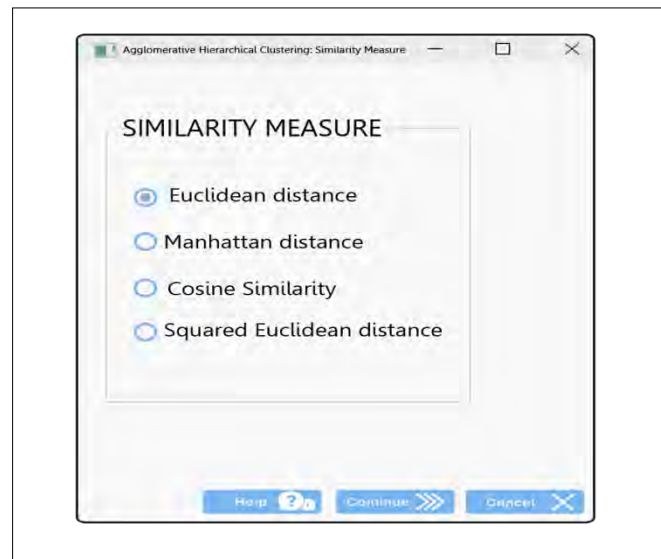 Agglomerative Hierarchical Clustering: Similarity Measure
SIMILARITY MEASURE
Euclidean distance
Manhattan distance
Cosine Similarity
Squared Euclidean distance
Help Continue Cancel